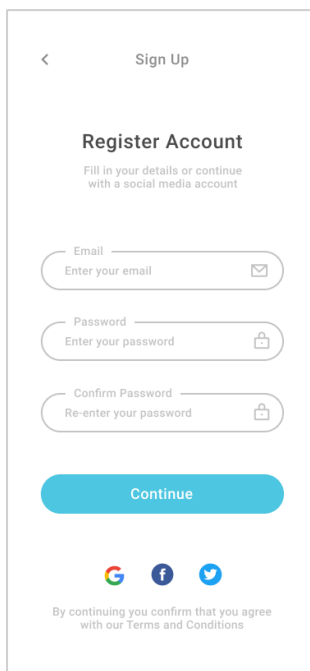 Sign Up
Register Account
Fill in your details or continue
with a social media account
Email
Enter your email
Password
Enter your password
Confirm Password
Re-enter your password
Continue
By continuing you confirm that you agree
with our Terms and Conditions